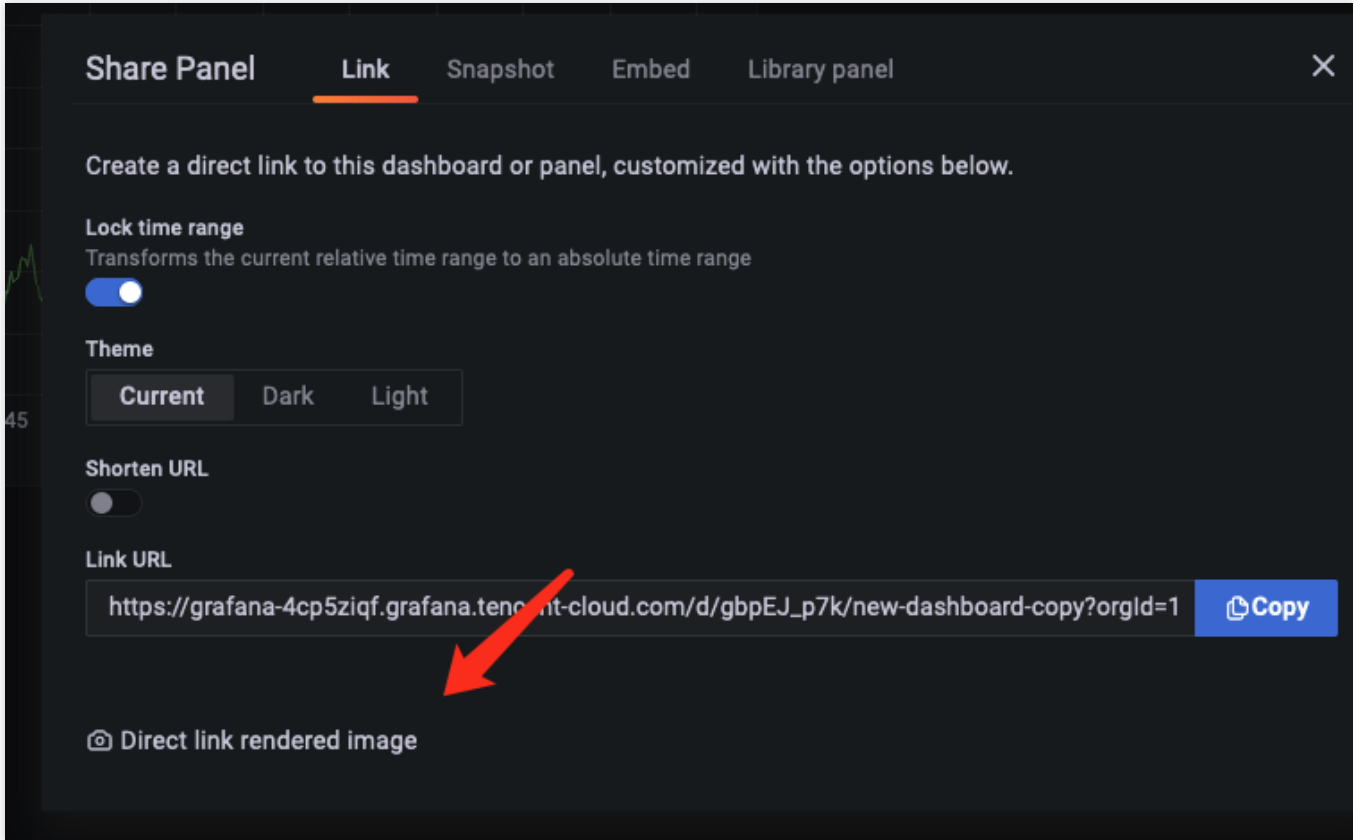 Share Panel Link Snapshot Embed Library panel
Create a direct link to this dashboard or panel, customized with the options below.
Lock time range
Transforms the current relative time range to an absolute time range
Theme
Current Dark Light
45
Shorten URL
Link URL
https://grafana-4cp5ziqf.grafana.tencent-cloud.com/d/gbpEJ_p7k/new-dashboard-copy?orgId=1 Copy
Direct link rendered image